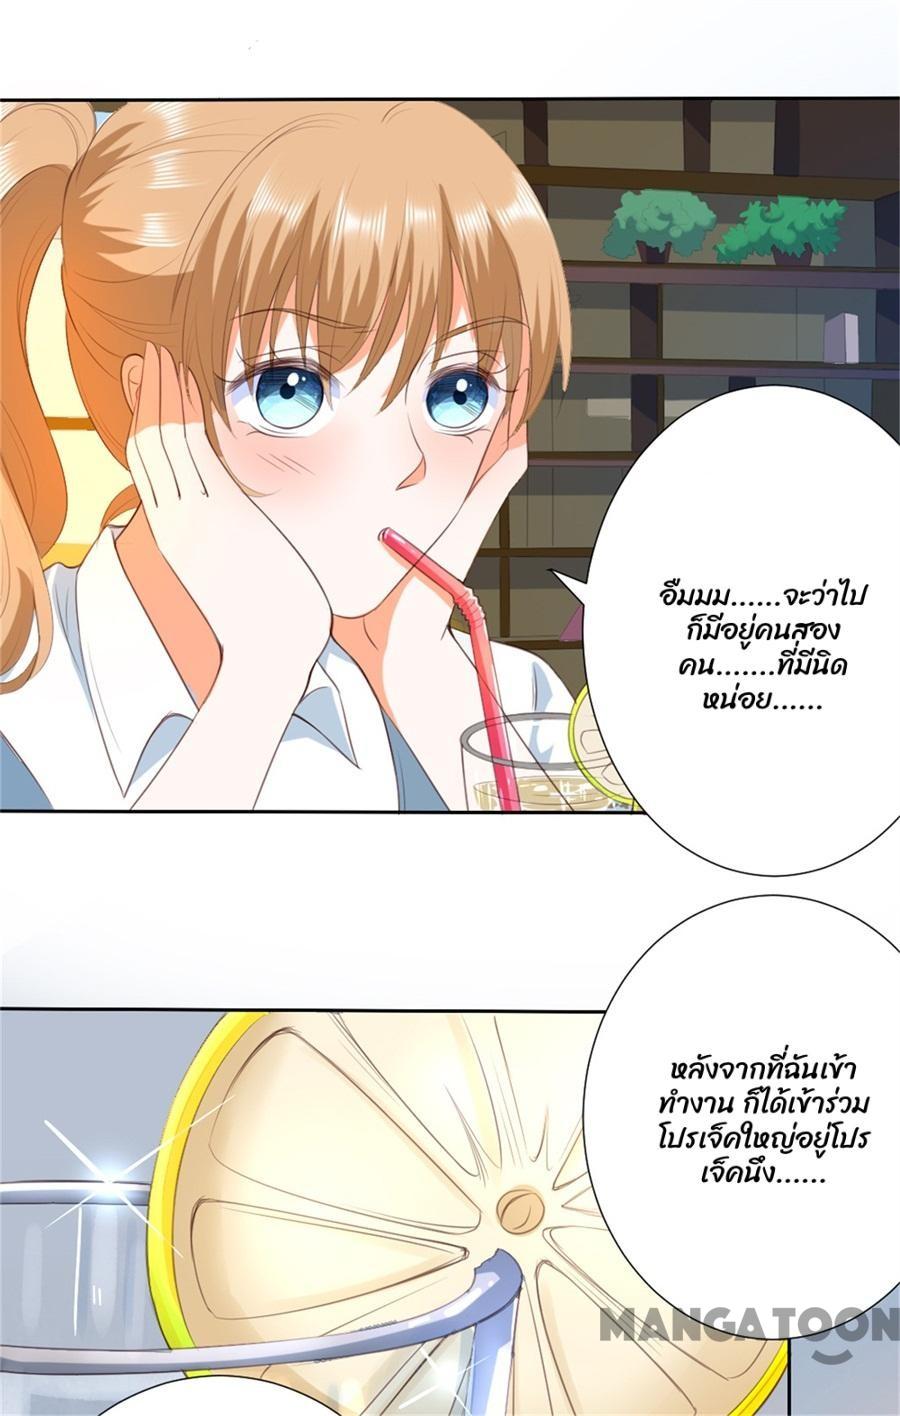 อืมมม......จะว่าไป
ก็มีอยู่คนสอง
คน.......ที่มีนิด
หน่อย......
หลังจากที่ฉันเข้า
ทำงาน ก็ได้เข้าร่วม
โปรเจ็คใหญ่อยู่โปร
เจ็คนึง......
MANGATOON